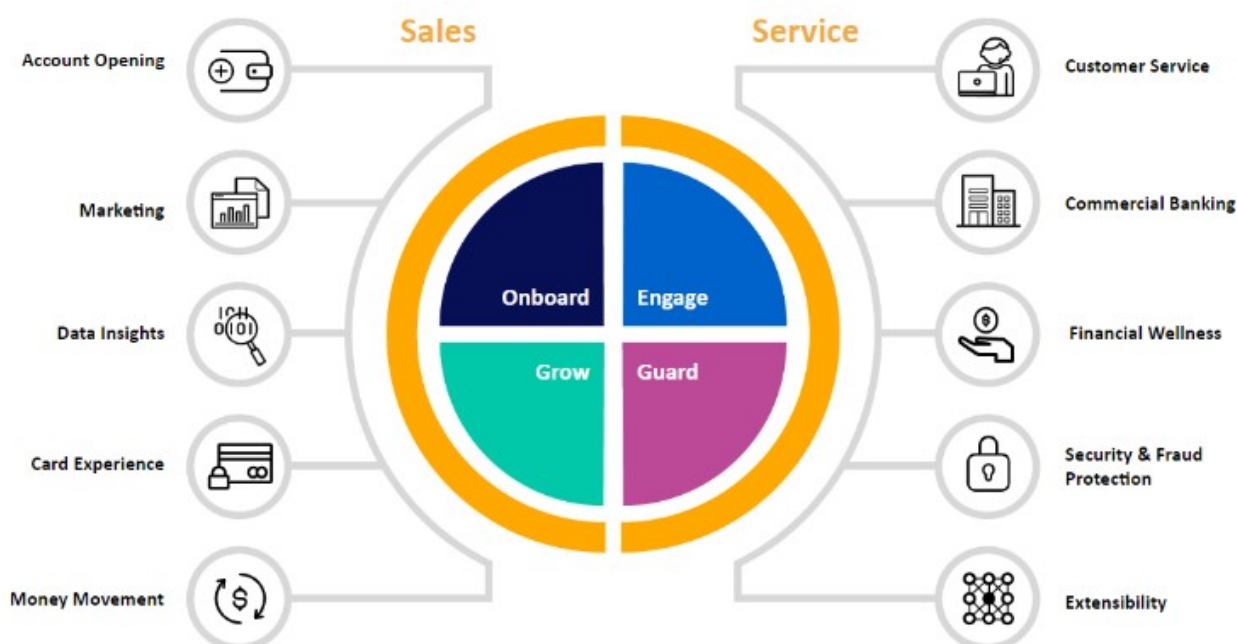 Sales
Service
Account Opening
Customer Service
Marketing
Commercial Banking
Onboard
Engage
Data Insights
Financial Wellness
Grow
Guard
Card Experience
Security & Fraud
Protection
Money Movement
Extensibility